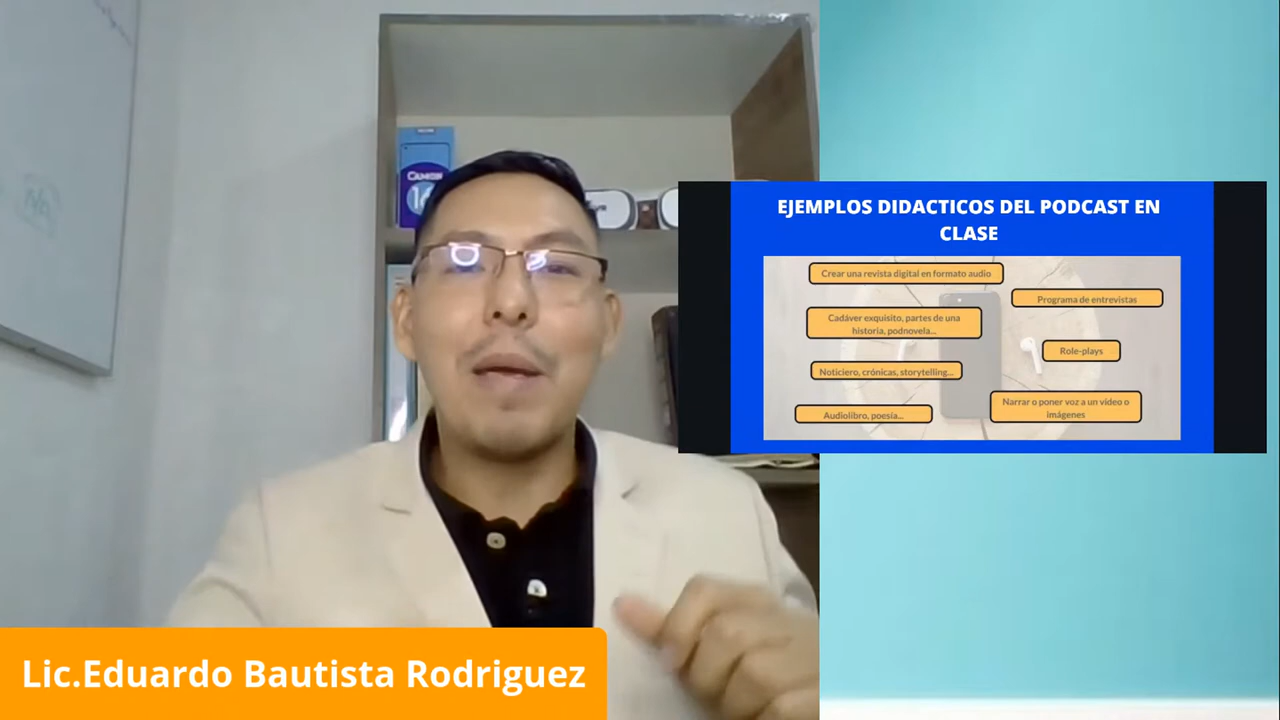 CAMON
EJEMPLOS DIDACTICOS DEL PODCAST EN
CLASE
Crear una revista digital en formato audio
Programa de entrevistas
Cadáver exquisito, partes de una
historia, podnovela...
Role-plays
Noticiero, crónicas, storytelling...
Narrar o poner voz a un vídeo o
imágenes
Audiolibro, poesía...
Lic.Eduardo Bautista Rodriguez